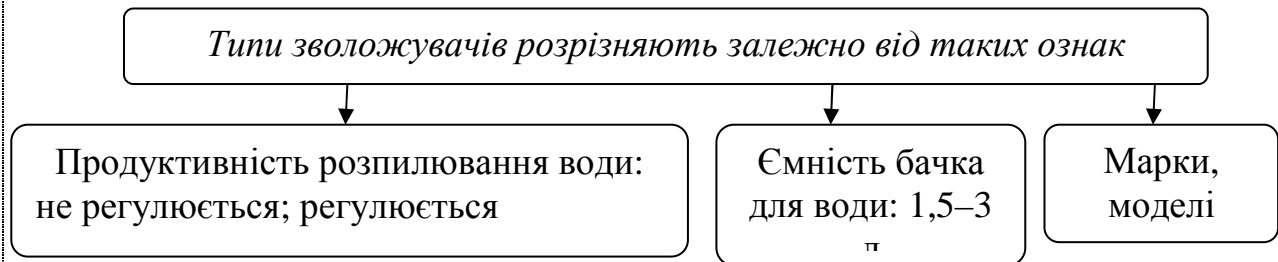 Типи зволожувачів розрізняють залежно від таких ознак
Продуктивність розпилювання води:
не регулюється; регулюється
Ємність бачка
для води: 1,5–3
Марки,
моделі